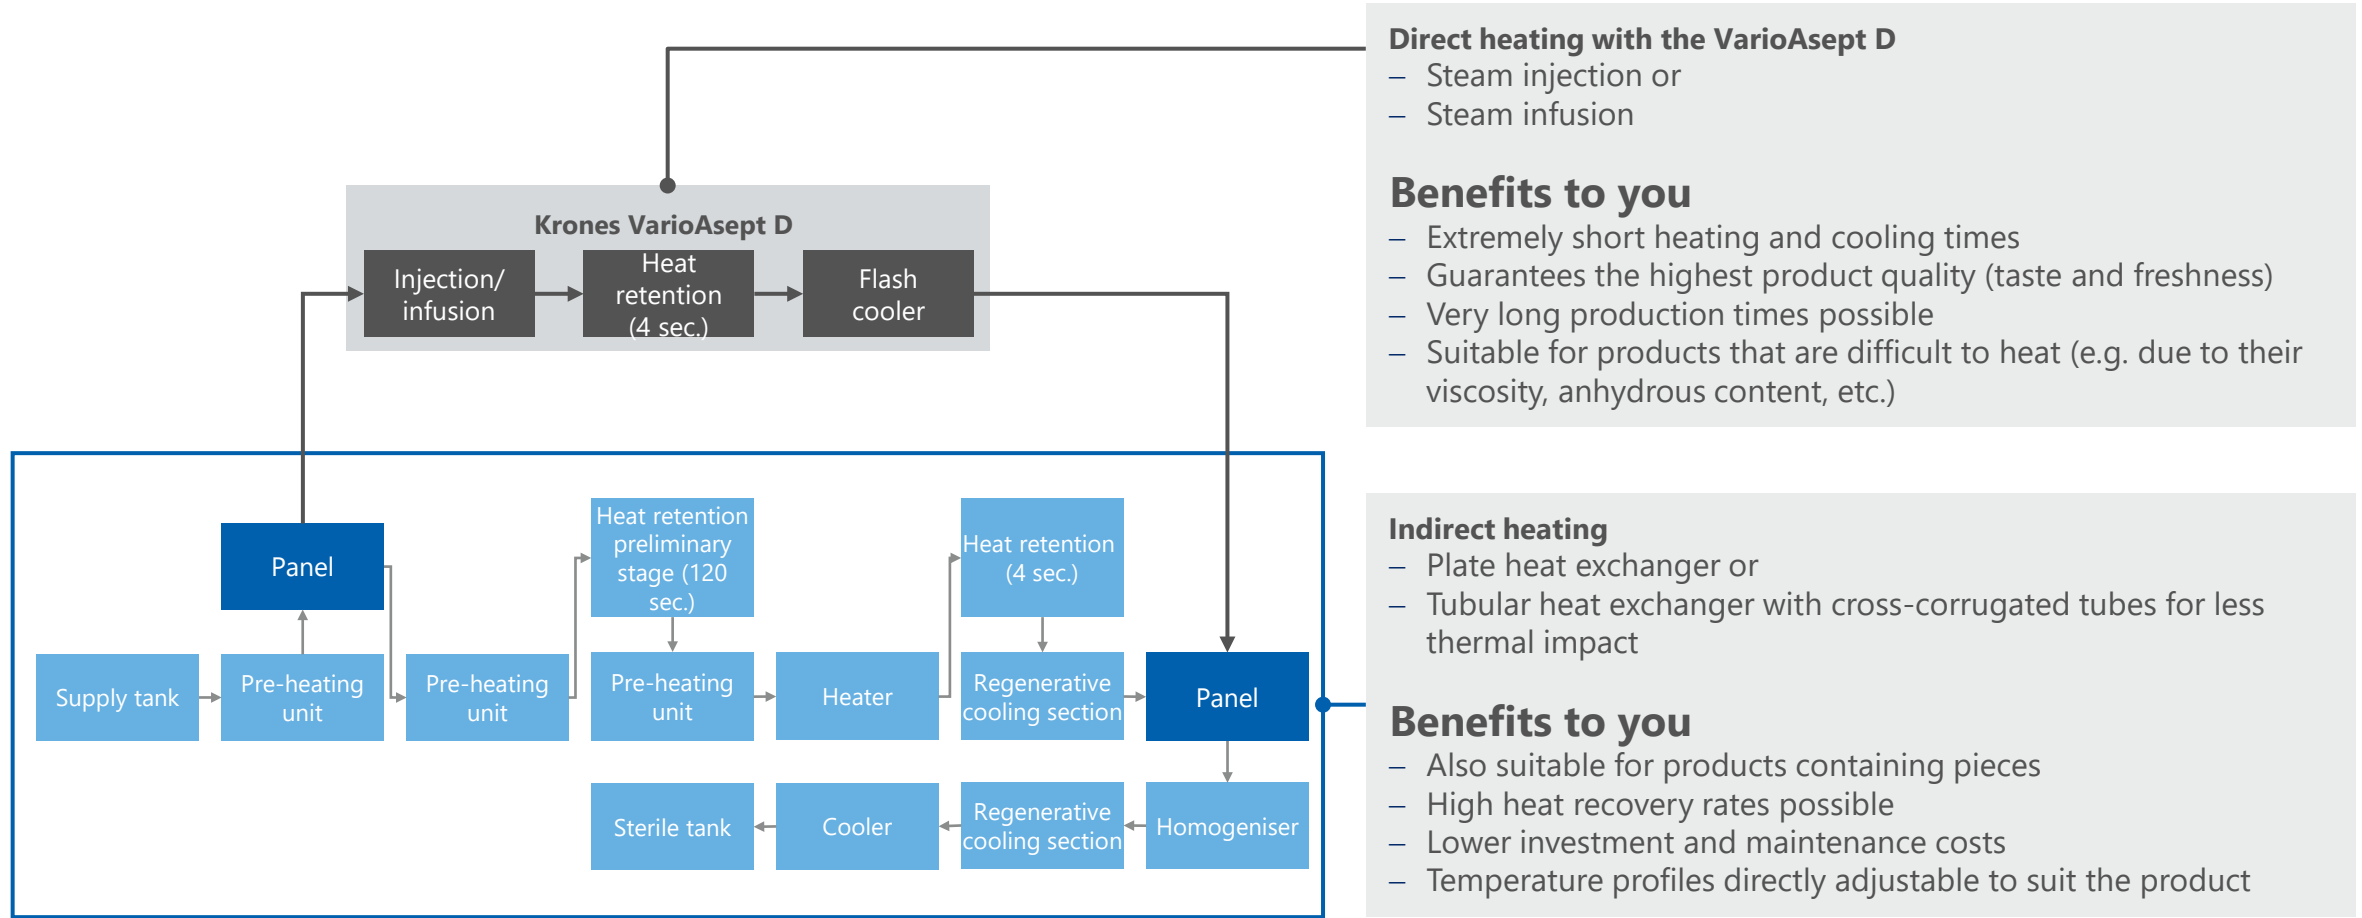 Direct heating with the VarioAsept D
– Steam injection or
– Steam infusion
Benefits to you
– Extremely short heating and cooling times
– Guarantees the highest product quality (taste and freshness)
– Very long production times possible
– Suitable for products that are difficult to heat (e.g. due to their
viscosity, anhydrous content, etc.)
Krones VarioAsept D
Injection/
infusion
Heat
retention
(4 sec.)
Flash
cooler
Panel
Heat retention
preliminary
stage (120
sec.)
Heat retention
(4 sec.)
Supply tank
Pre-heating
unit
Pre-heating
unit
Pre-heating
unit
Heater
Regenerative
cooling section
Panel
Sterile tank
Cooler
Regenerative
cooling section
Homogeniser
Indirect heating
– Plate heat exchanger or
– Tubular heat exchanger with cross-corrugated tubes for less
thermal impact
Benefits to you
– Also suitable for products containing pieces
– High heat recovery rates possible
– Lower investment and maintenance costs
– Temperature profiles directly adjustable to suit the product